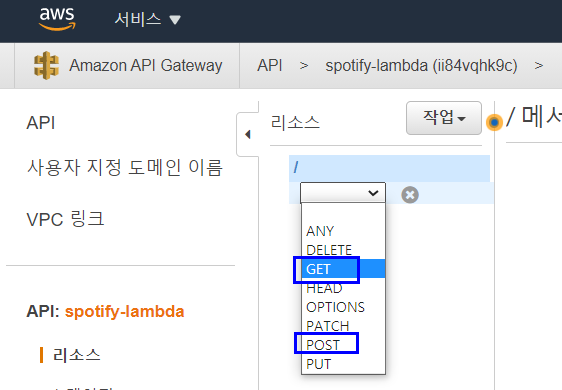 aws 서비스
Amazon API Gateway API > spotify-lambda (ii84vqhk9c) >
API
사용자 지정 도메인 이름
VPC 링크
API: spotify-lambda
리소스
리소스 작업
/
ANY
DELETE
GET
HEAD
OPTIONS
PATCH
POST
PUT
/ 메서